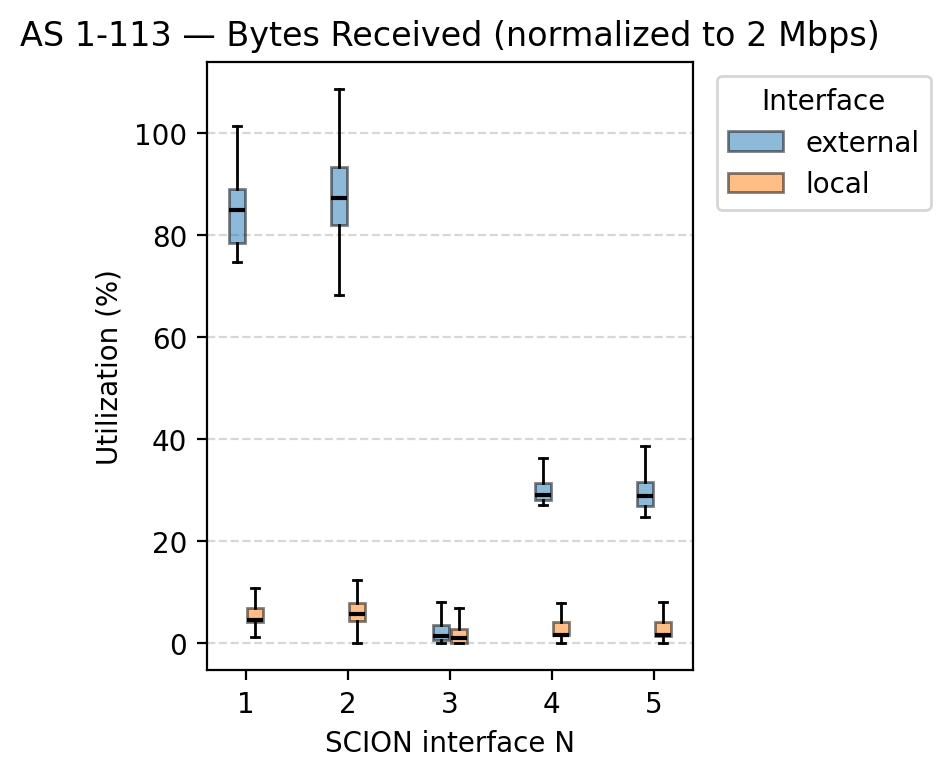 AS 1-113 — Bytes Received (normalized to 2 Mbps)
Interface
external
local
Utilization (%)
100
80
60
40
20
0
1 2 3 4 5
SCION interface N